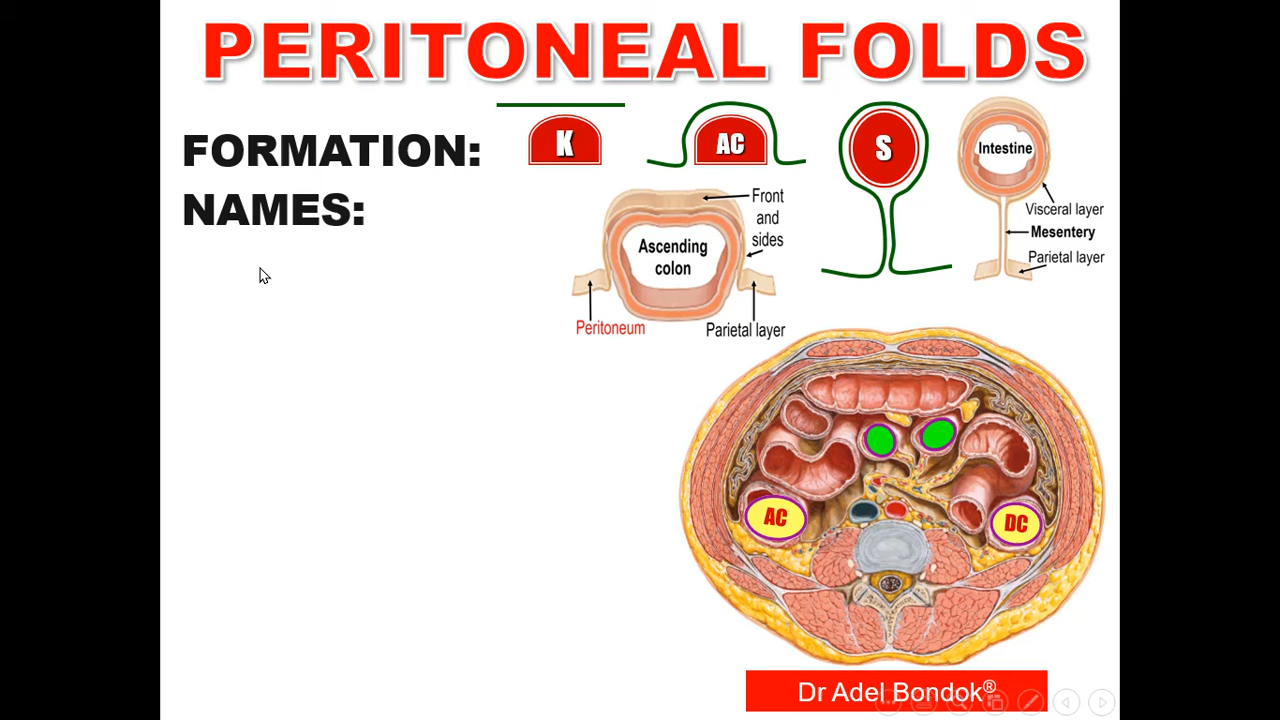 PERITONEAL FOLDS
FORMATION:
NAMES:
K
AC
S
Intestine
Visceral layer
Mesentery
Parietal layer
Front
and
sides
Ascending
colon
Peritoneum
Parietal layer
AC
DC
Dr Adel Bondok®